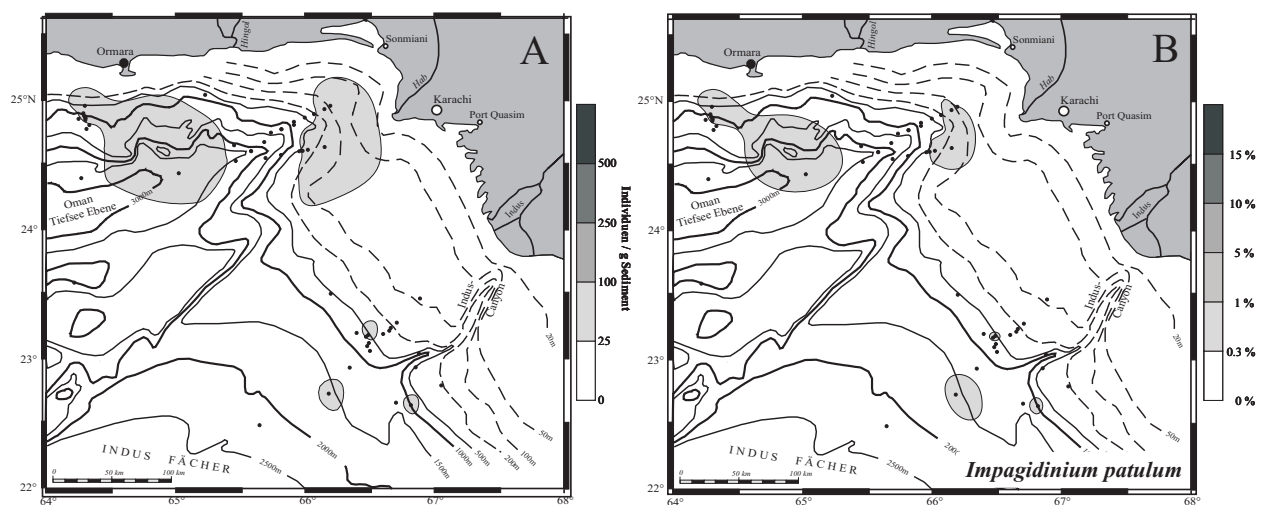 A
Hingol
Sonmiani
Ormara
Hab
25°N
Karachi
Port Quasim
3000m
Oman
Tiefsee Ebene
Indus
24°
Indus-
Canyon
20m
23°
50m
100m
200m
500m
1000m
1500m
2000m
2500m
INDUS FÄCHER
0 50 km 100 km
22°
64° 65° 66° 67° 68°
500
250
100
25
0
Individuen / g Sediment
B
Hingol
Sonmiani
Ormara
Hab
25°N
Karachi
Port Quasim
3000m
Oman
Tiefsee Ebene
Indus
24°
Indus-
Canyon
20m
23°
50m
200
2500m
INDUS FÄCHER
0 50 km 100 km
Impagidinium patulum
22°
64° 65° 66° 67° 68°
15 %
10 %
5 %
1 %
0.3 %
0 %